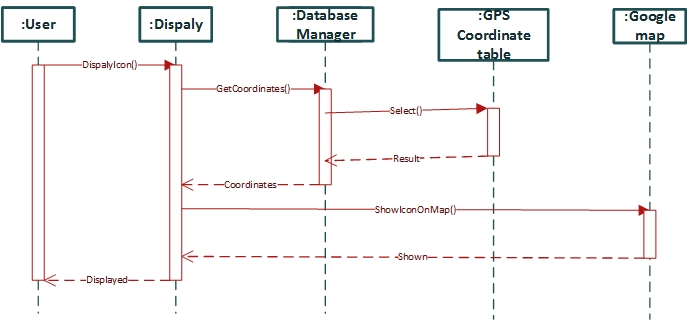 :User
:Dispaly
:Database
Manager
:GPS
Coordinate
table
:Google
map
DispalyIcon()
GetCoordinates()
Select()
Result
Coordinates
ShowIconOnMap()
Shown
Displayed